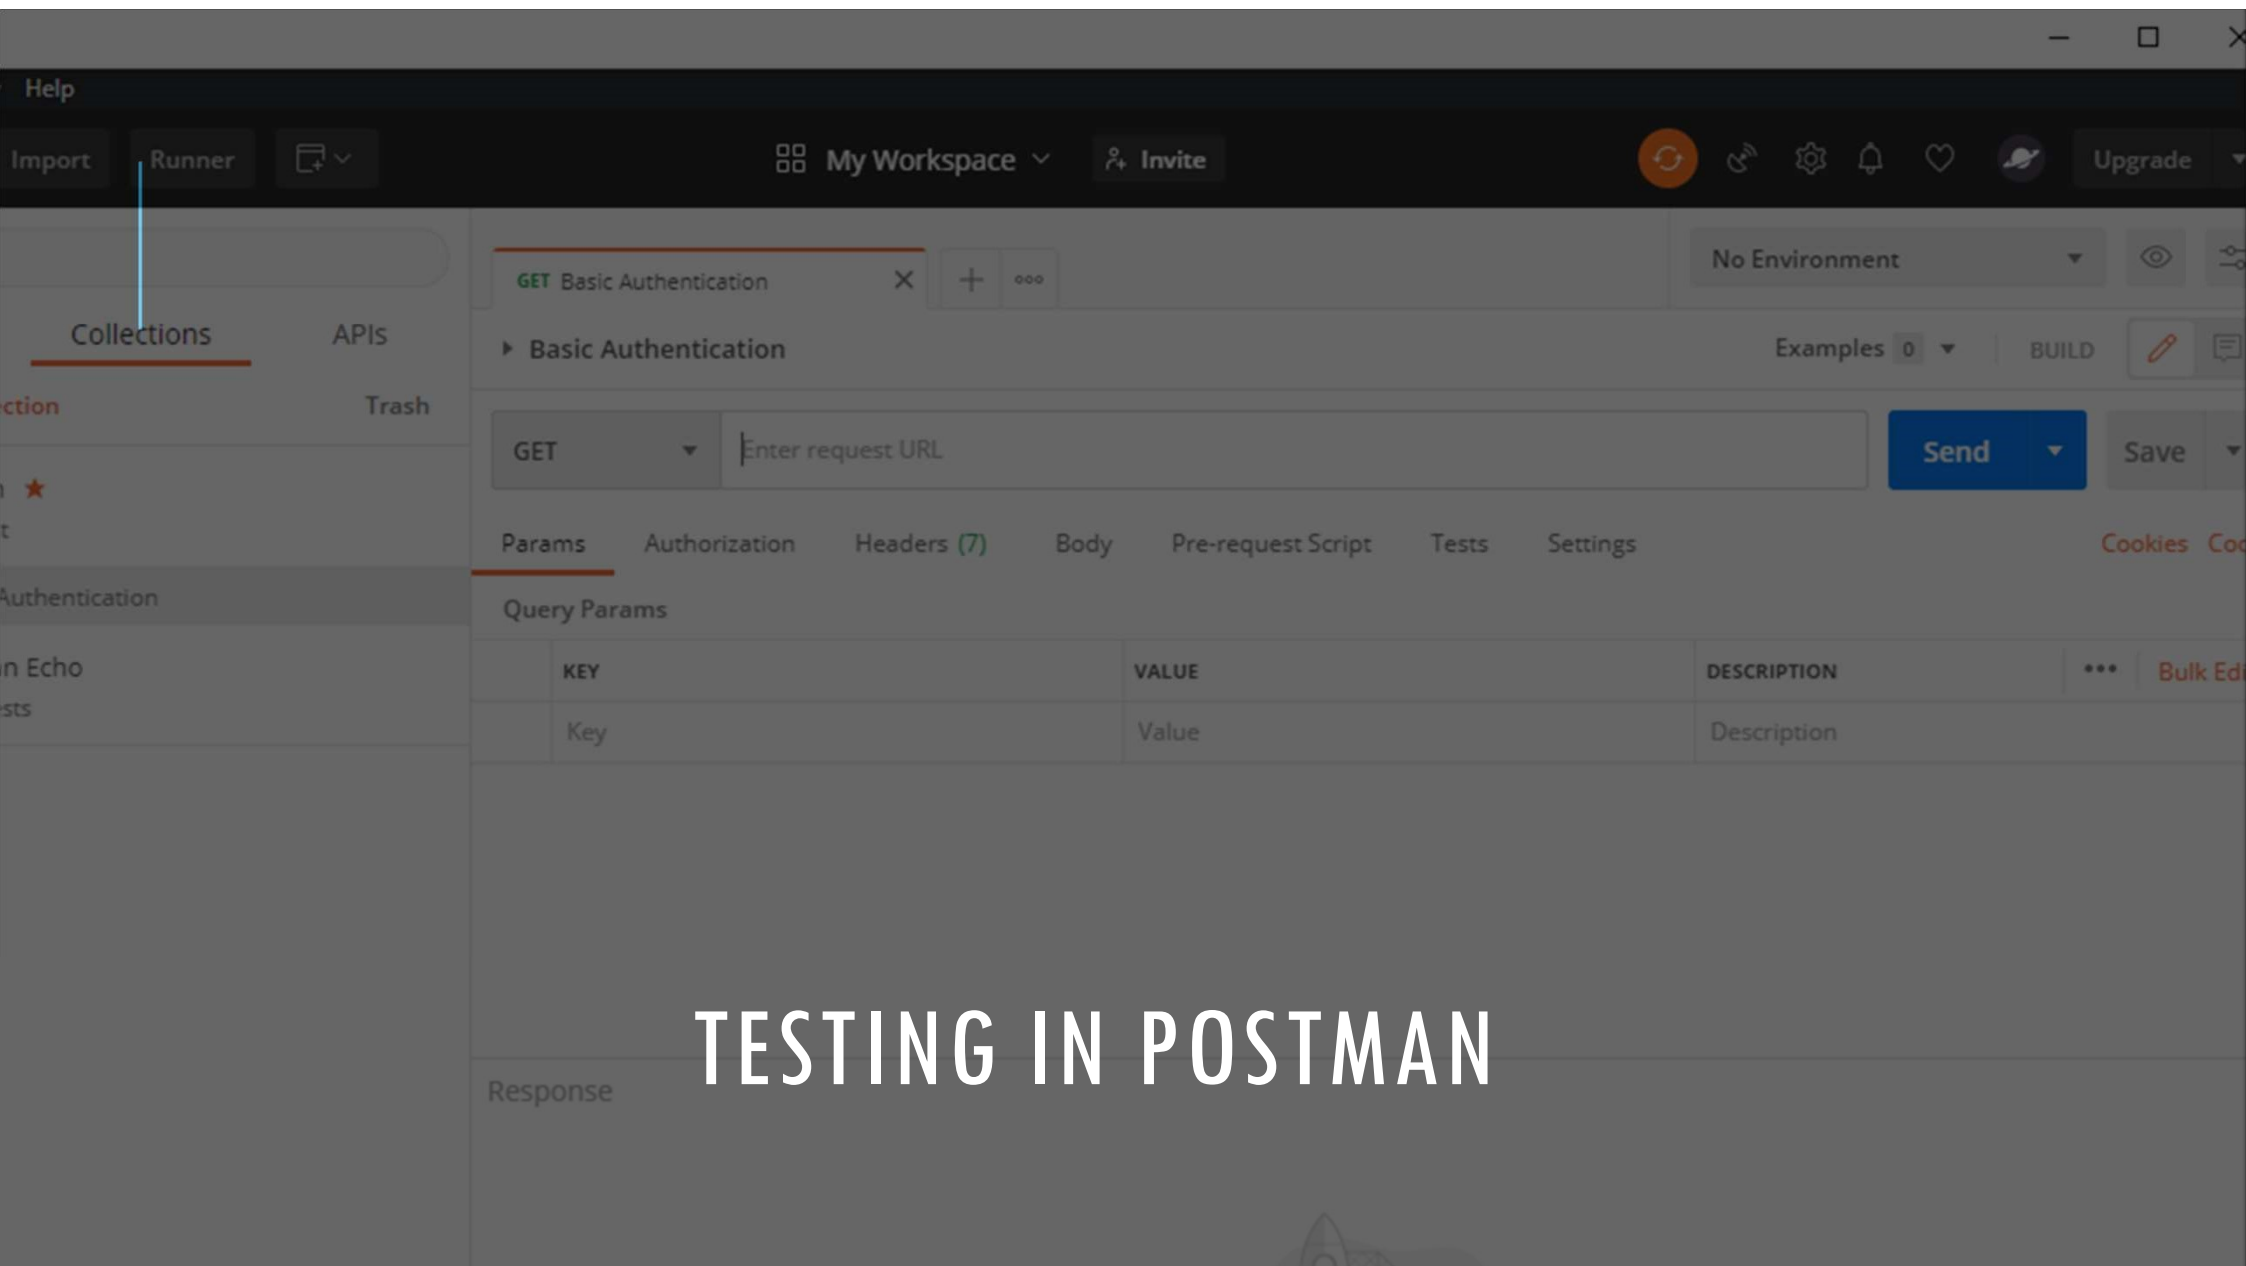 Help
Import Runner My Workspace Invite Upgrade
No Environment
GET Basic Authentication
Collections APIs
Basic Authentication Examples 0 BUILD
Trash
GET Enter request URL Send Save
Params Authorization Headers (7) Body Pre-request Script Tests Settings Cookies
Authentication
Query Params
Echo
KEY VALUE DESCRIPTION Bulk
Key Value Description
TESTING IN POSTMAN
Response